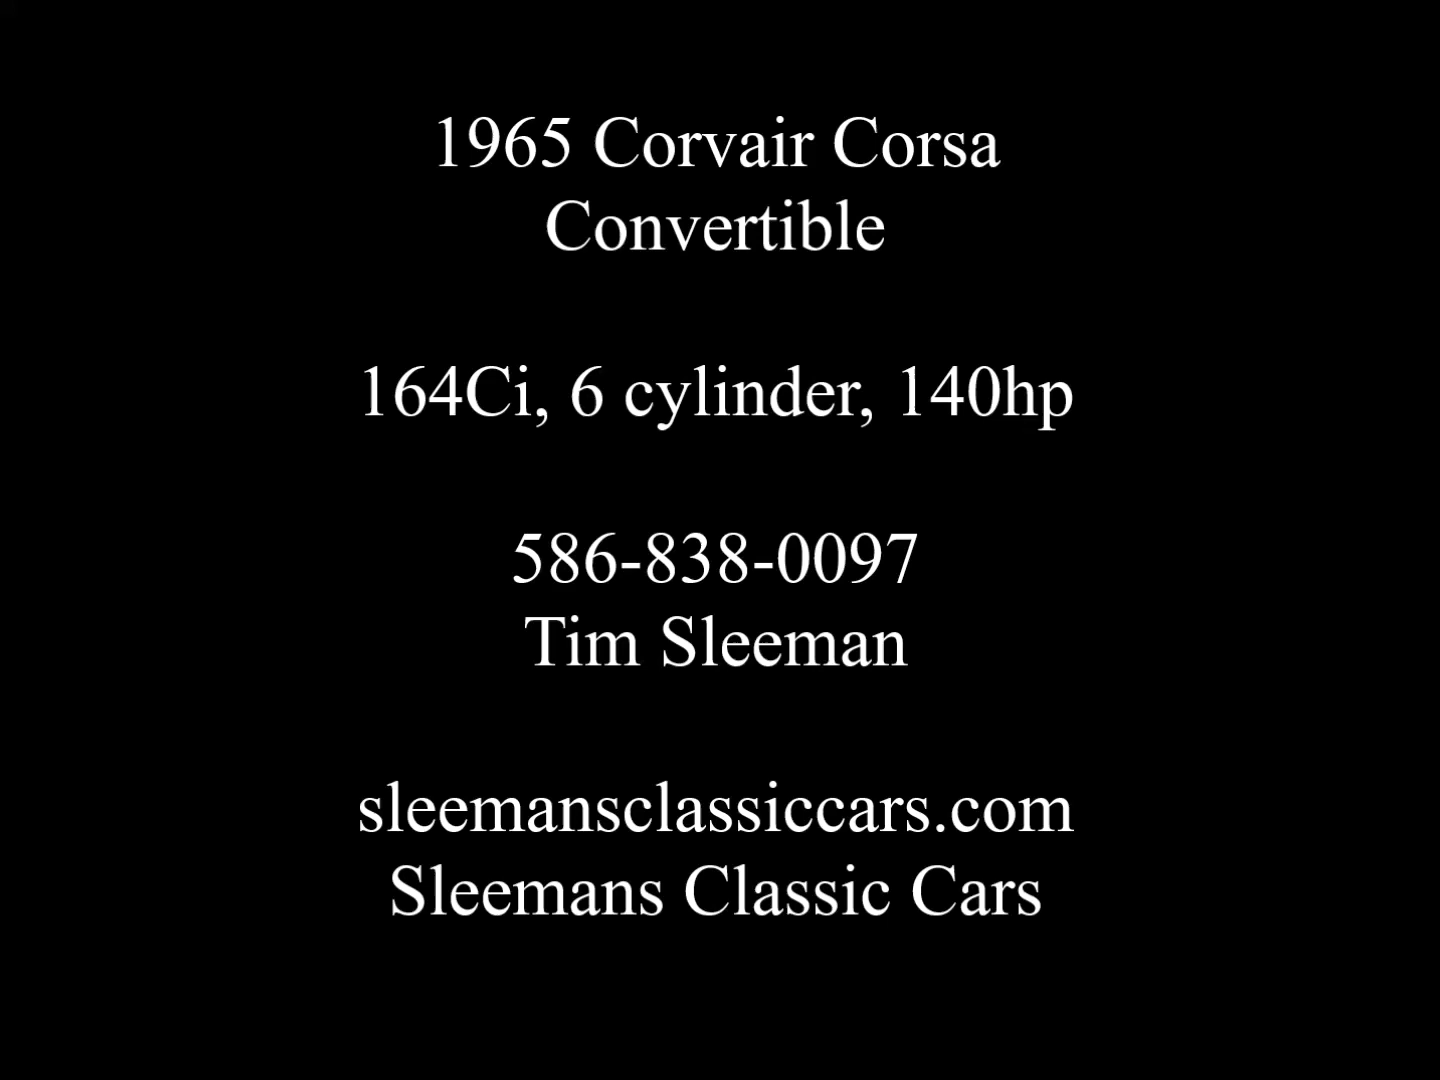 1965 Corvair Corsa
Convertible
164Ci, 6 cylinder, 140hp
586-838-0097
Tim Sleeman
sleemansclassiccars.com
Sleemans Classic Cars